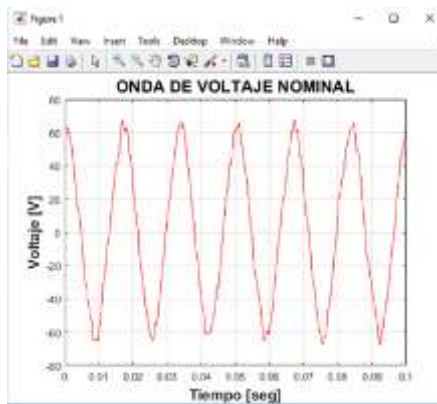 Figure 1
File Edit View Insert Tools Desktop Window Help
ONDA DE VOLTAJE NOMINAL
80
60
40
20
0
-20
-40
-60
-80
Voltaje [V]
0 0.01 0.02 0.03 0.04 0.05 0.06 0.07 0.08 0.09 0.1
Tiempo [seg]